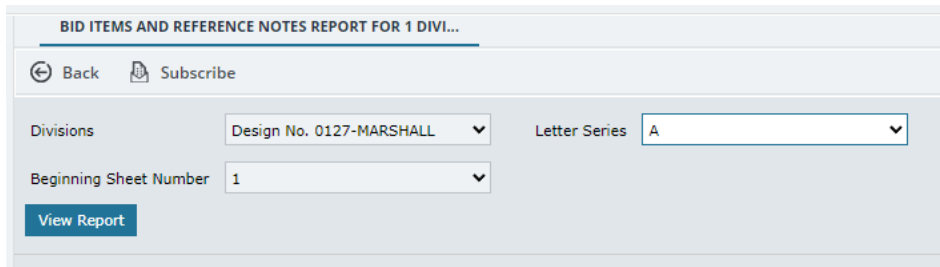 BID ITEMS AND REFERENCE NOTES REPORT FOR 1 DIVI...
Back Subscribe
Divisions Design No. 0127-MARSHALL Letter Series A
Beginning Sheet Number 1
View Report